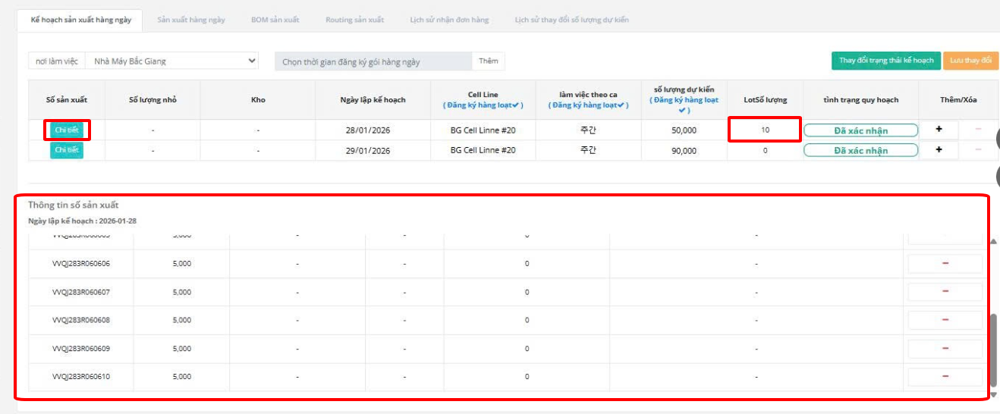 Kế hoạch sản xuất hàng ngày Sản xuất hàng ngày BOM sản xuất Routing sản xuất Lịch sử nhận đơn hàng Lịch sử thay đổi số lượng dự kiến
nơi làm việc Nhà Máy Bắc Giang Chọn thời gian đăng ký gói hàng ngày Thêm Thay đổi trạng thái kế hoạch Lưu thay đổi
Số sản xuất Số lượng nhỏ Kho Ngày lập kế hoạch Cell Line làm việc theo ca số lượng dự kiến LotSố lượng tình trạng quy hoạch Thêm/Xóa
( Đăng ký hàng loạt✔ ) ( Đăng ký hàng loạt✔ ) ( Đăng ký hàng loạt ✔ )
Chi tiết - - 28/01/2026 BG Cell Linne #20 주간 50,000 10 Đã xác nhận + −
Chi tiết - - 29/01/2026 BG Cell Linne #20 주간 90,000 0 Đã xác nhận + −
Thông tin số sản xuất
Ngày lập kế hoạch : 2026-01-28
VVQJ283R060606 5,000 - - 0 - −
VVQJ283R060607 5,000 - - 0 - −
VVQJ283R060608 5,000 - - 0 - −
VVQJ283R060609 5,000 - - 0 - −
VVQJ283R060610 5,000 - - 0 - −